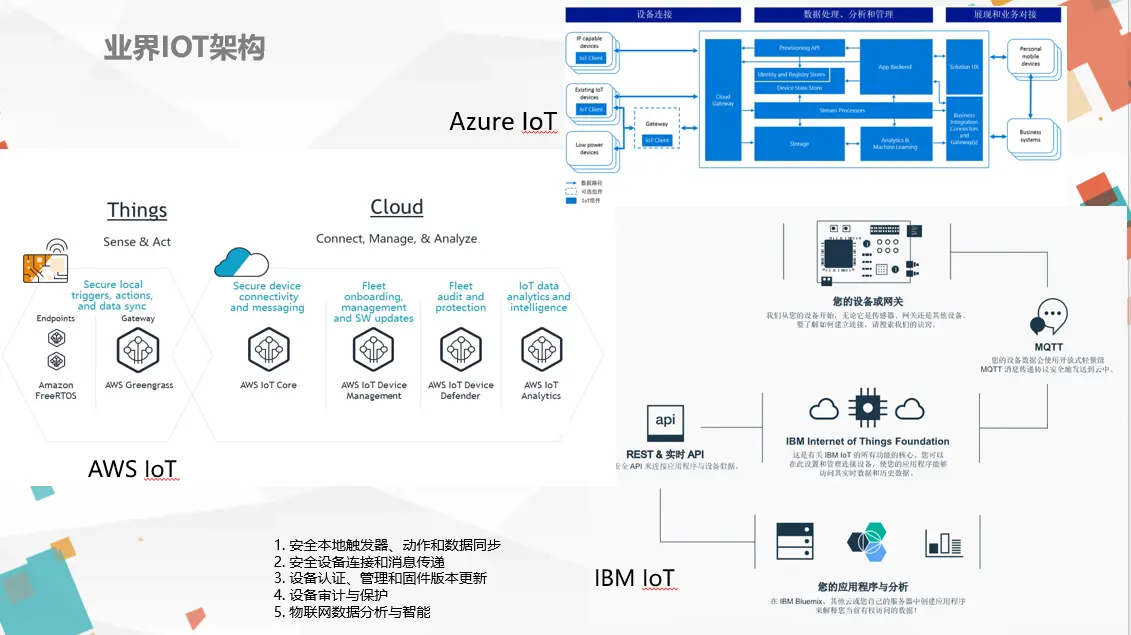 业界IOT架构
Azure IoT
设备连接
数据处理、分析和管理
展现和业务对接
IP capable
devices
IoT Client
Existing IoT
devices
IoT Client
Low power
devices
Gateway
IoT Client
Cloud
Gateway
Provisioning API
Identity and Registry Stores
Device State Store
Stream Processors
Storage
App Backend
Analytics &
Machine Learning
Solution UX
Business
Integration
Connectors
and
Gateway(s)
Personal
mobile
devices
Business
systems
数据路径
可选组件
IoT组件
Things
Sense & Act
Secure local
triggers, actions,
and data sync
Endpoints
Gateway
Amazon
FreeRTOS
AWS Greengrass
Cloud
Connect, Manage, & Analyze
Secure device
connectivity
and messaging
AWS IoT Core
Fleet
onboarding,
management
and SW updates
AWS IoT Device
Management
Fleet
audit and
protection
AWS IoT Device
Defender
IoT data
analytics and
intelligence
AWS IoT
Analytics
AWS IoT
您的设备或网关
我们从您的设备开始，无论它是传感器、网关还是其他设备。
要了解如何建立连接，请搜索我们的诀窍。
MQTT
您的设备数据会使用开放式轻量级
MQTT 消息传递协议安全地发送到云中。
api
REST & 实时 API
安全 API 来连接应用程序与设备数据。
IBM Internet of Things Foundation
这是有关 IBM IoT 的所有功能的核心。您可以
在此设置和管理连接设备，使您的应用程序能够
访问其实时数据和历史数据。
您的应用程序与分析
在 IBM Bluemix、其他云或您自己的服务器中创建应用程序
来解释您当前有权访问的数据！
IBM IoT
1. 安全本地触发器、动作和数据同步
2. 安全设备连接和消息传递
3. 设备认证、管理和固件版本更新
4. 设备审计与保护
5. 物联网数据分析与智能